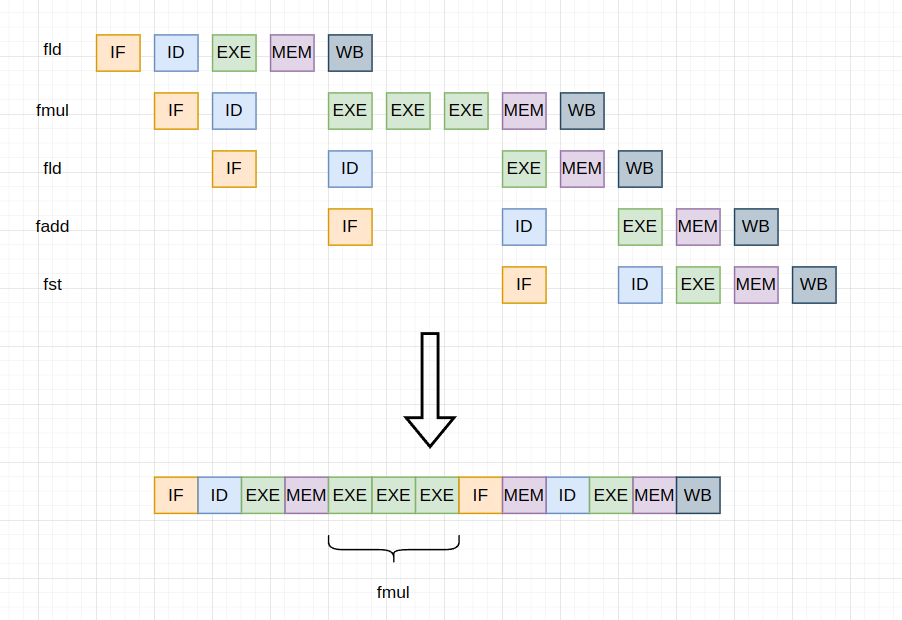 fld IF ID EXE MEM WB
fmul IF ID EXE EXE EXE MEM WB
fld IF ID EXE MEM WB
fadd IF ID EXE MEM WB
fst IF ID EXE MEM WB
IF ID EXE MEM EXE EXE EXE IF MEM ID EXE MEM WB
fmul